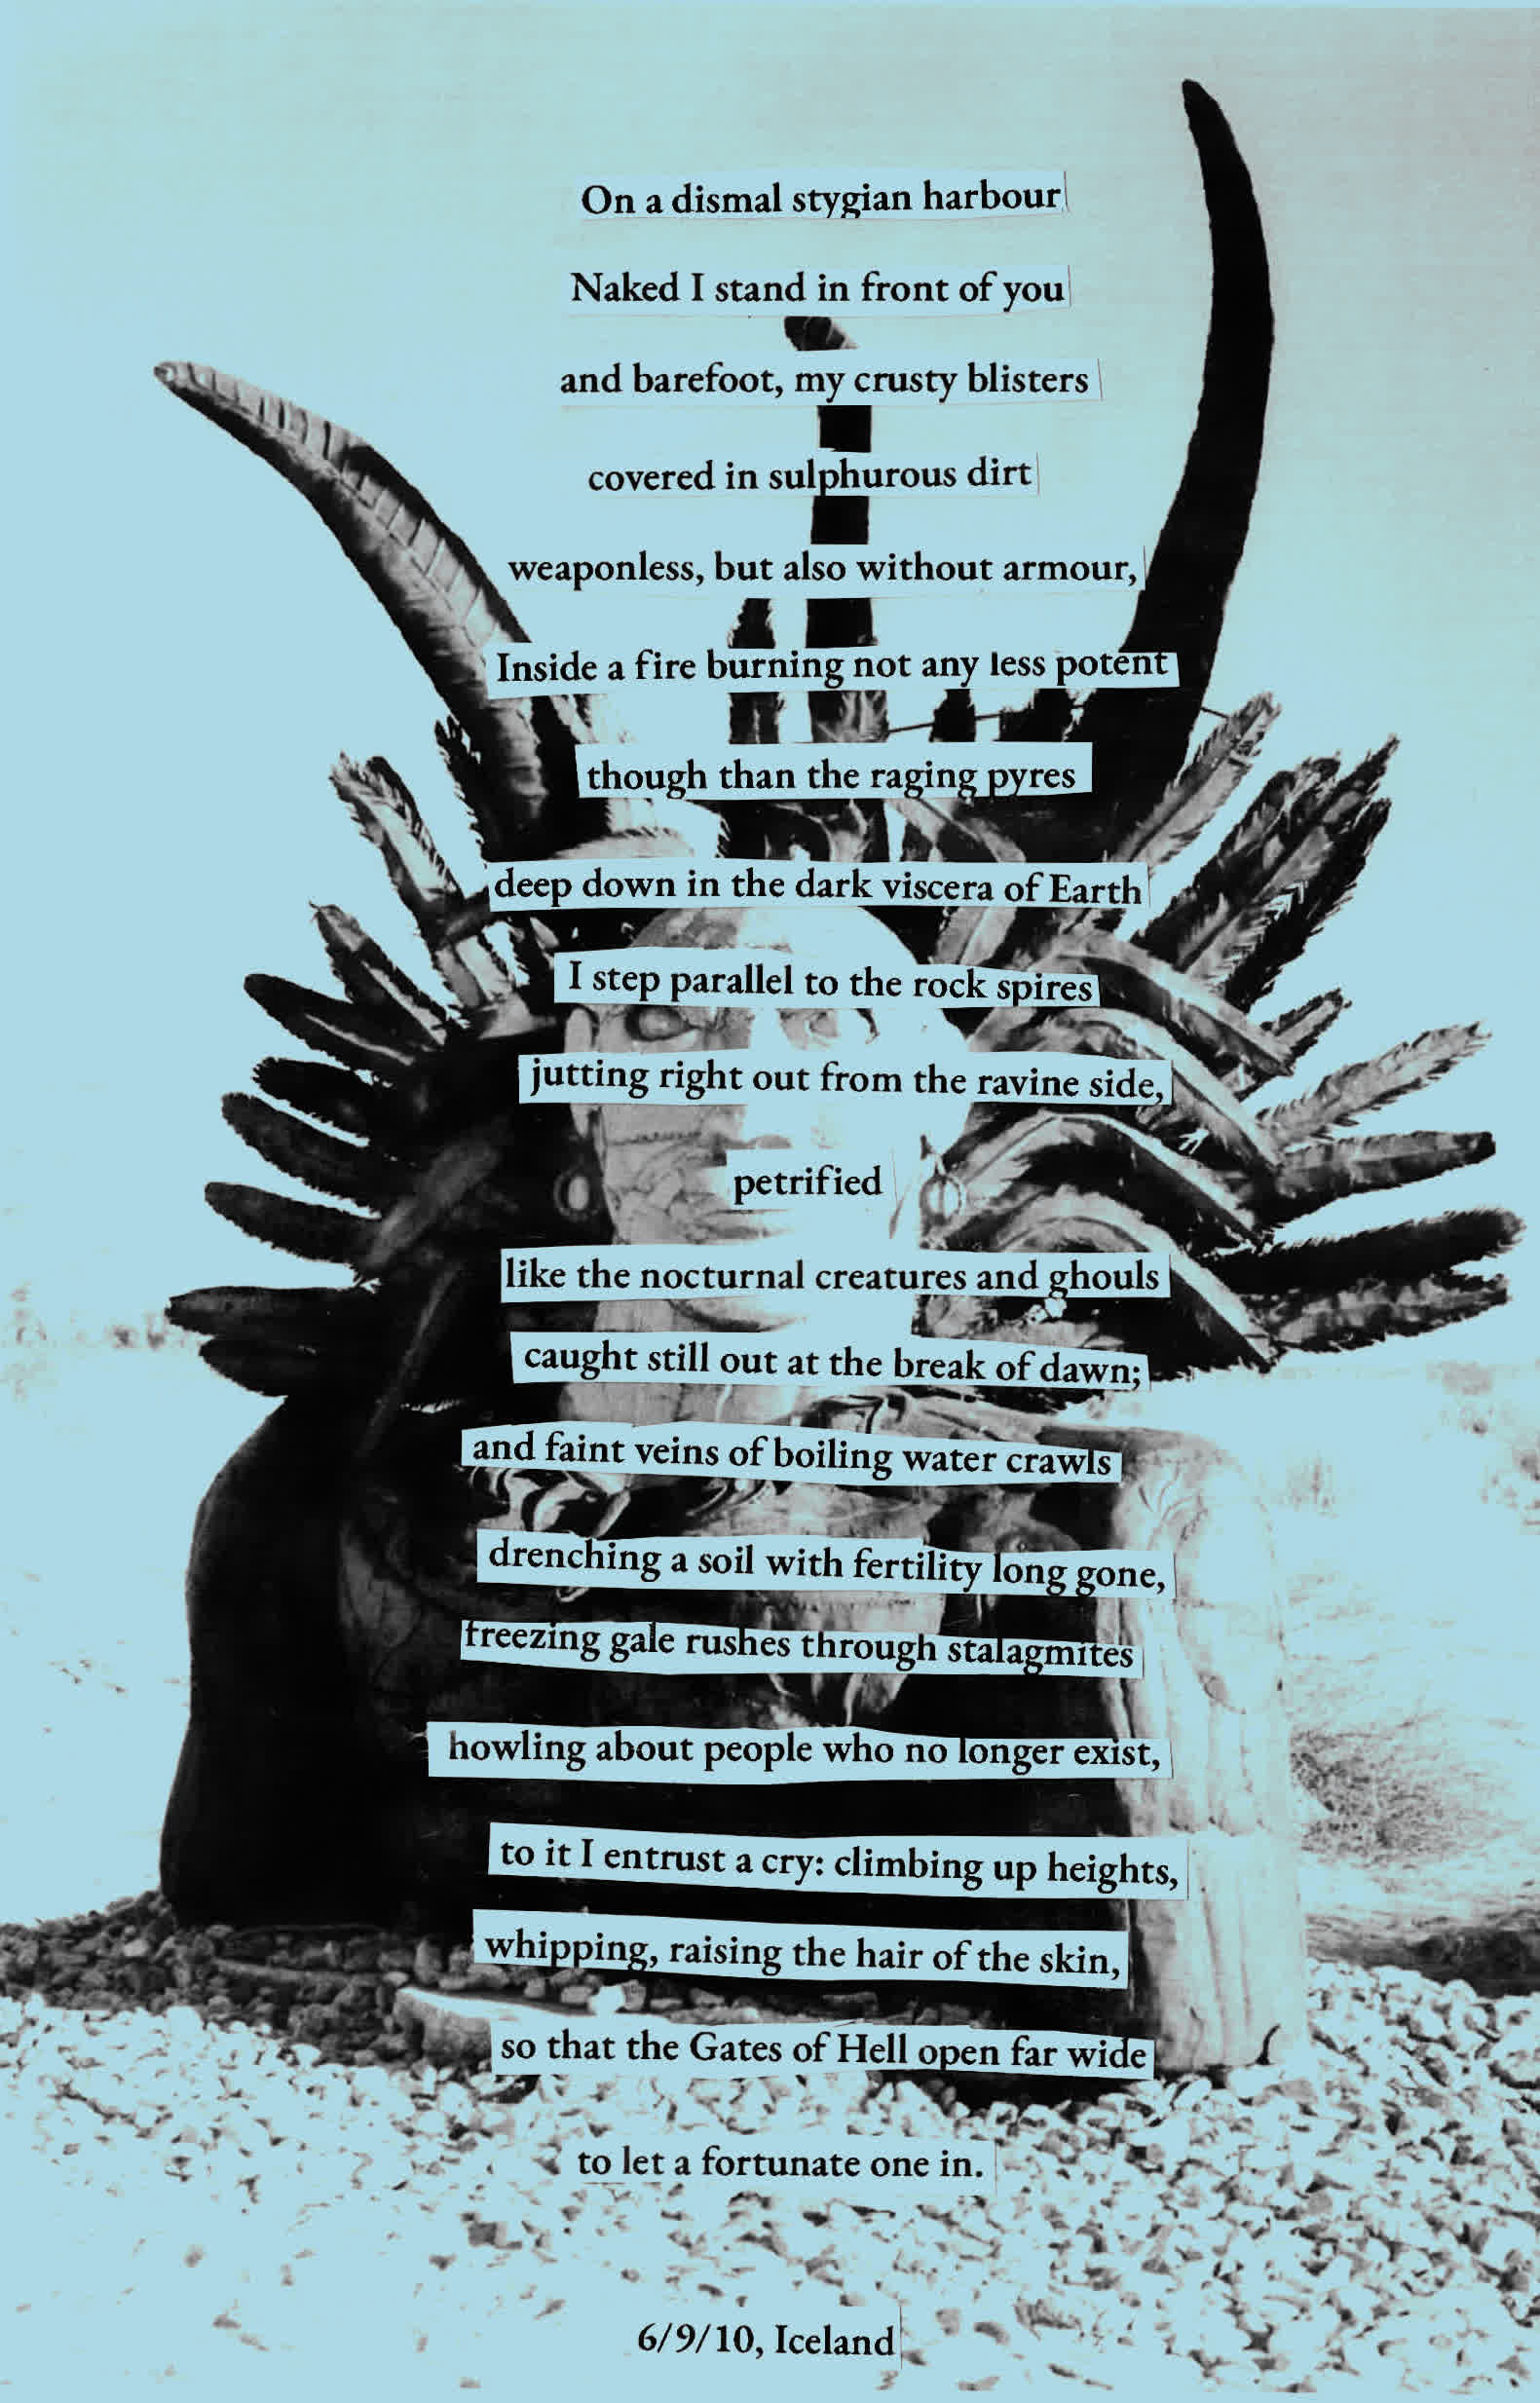 On a dismal stygian harbour
Naked I stand in front of you
and barefoot, my crusty blisters
covered in sulphurous dirt
weaponless, but also without armour,
Inside a fire burning not any less potent
though than the raging pyres
deep down in the dark viscera of Earth
I step parallel to the rock spires
jutting right out from the ravine side,
petrified
like the nocturnal creatures and ghouls
caught still out at the break of dawn;
and faint veins of boiling water crawls
drenching a soil with fertility long gone,
freezing gale rushes through stalagmites
howling about people who no longer exist,
to it I entrust a cry: climbing up heights,
whipping, raising the hair of the skin,
so that the Gates of Hell open far wide
to let a fortunate one in.
6/9/10, Iceland